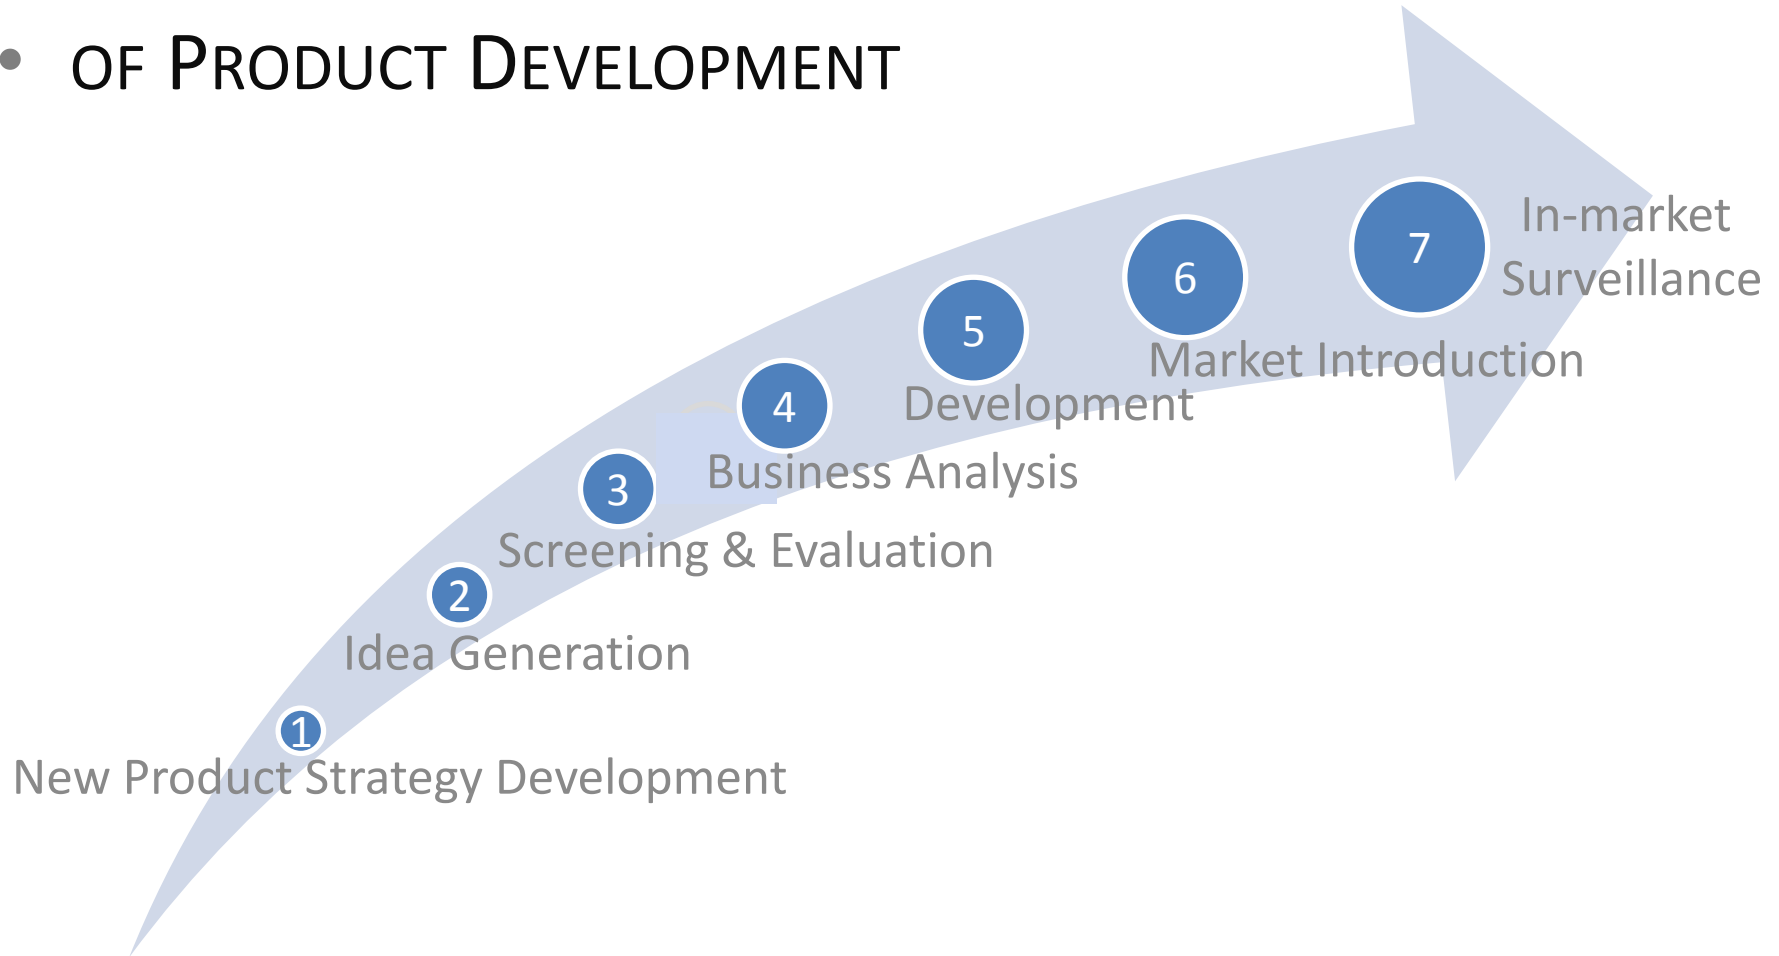 • OF PRODUCT DEVELOPMENT
7
In-market
Surveillance
6
Market Introduction
5
Development
4
Business Analysis
3
Screening & Evaluation
2
Idea Generation
1
New Product Strategy Development